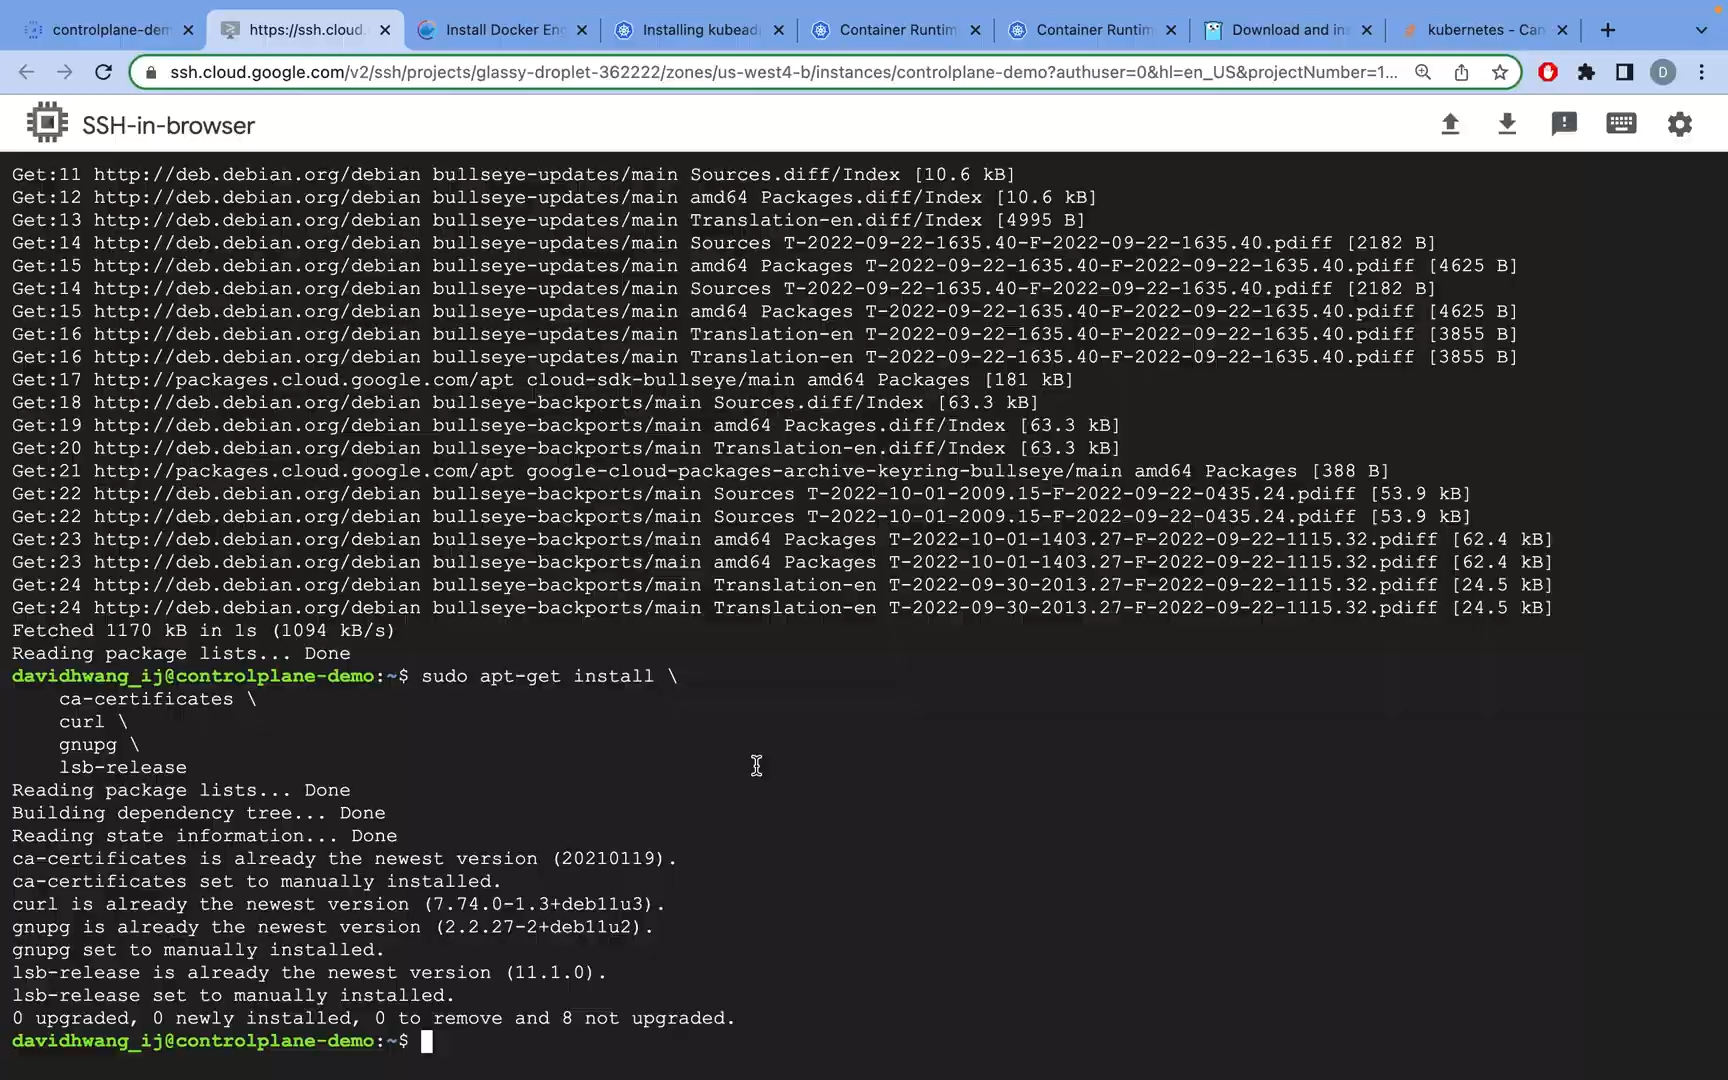 controlplane-dem
https://ssh.cloud.
Install Docker Eng
Installing kubead
Container Runtim
Container Runtim
Download and ins
kubernetes - Can
ssh.cloud.google.com/v2/ssh/projects/glassy-droplet-362222/zones/us-west4-b/instances/controlplane-demo?authuser=0&hl=en_US&projectNumber=1...
D
SSH-in-browser
Get:11 http://deb.debian.org/debian bullseye-updates/main Sources.diff/Index [10.6 kB]
Get:12 http://deb.debian.org/debian bullseye-updates/main amd64 Packages.diff/Index [10.6 kB]
Get:13 http://deb.debian.org/debian bullseye-updates/main Translation-en.diff/Index [4995 B]
Get:14 http://deb.debian.org/debian bullseye-updates/main Sources T-2022-09-22-1635.40-F-2022-09-22-1635.40.pdiff [2182 B]
Get:15 http://deb.debian.org/debian bullseye-updates/main amd64 Packages T-2022-09-22-1635.40-F-2022-09-22-1635.40.pdiff [4625 B]
Get:14 http://deb.debian.org/debian bullseye-updates/main Sources T-2022-09-22-1635.40-F-2022-09-22-1635.40.pdiff [2182 B]
Get:15 http://deb.debian.org/debian bullseye-updates/main amd64 Packages T-2022-09-22-1635.40-F-2022-09-22-1635.40.pdiff [4625 B]
Get:16 http://deb.debian.org/debian bullseye-updates/main Translation-en T-2022-09-22-1635.40-F-2022-09-22-1635.40.pdiff [3855 B]
Get:16 http://deb.debian.org/debian bullseye-updates/main Translation-en T-2022-09-22-1635.40-F-2022-09-22-1635.40.pdiff [3855 B]
Get:17 http://packages.cloud.google.com/apt cloud-sdk-bullseye/main amd64 Packages [181 kB]
Get:18 http://deb.debian.org/debian bullseye-backports/main Sources.diff/Index [63.3 kB]
Get:19 http://deb.debian.org/debian bullseye-backports/main amd64 Packages.diff/Index [63.3 kB]
Get:20 http://deb.debian.org/debian bullseye-backports/main Translation-en.diff/Index [63.3 kB]
Get:21 http://packages.cloud.google.com/apt google-cloud-packages-archive-keyring-bullseye/main amd64 Packages [388 B]
Get:22 http://deb.debian.org/debian bullseye-backports/main Sources T-2022-10-01-2009.15-F-2022-09-22-0435.24.pdiff [53.9 kB]
Get:22 http://deb.debian.org/debian bullseye-backports/main Sources T-2022-10-01-2009.15-F-2022-09-22-0435.24.pdiff [53.9 kB]
Get:23 http://deb.debian.org/debian bullseye-backports/main amd64 Packages T-2022-10-01-1403.27-F-2022-09-22-1115.32.pdiff [62.4 kB]
Get:23 http://deb.debian.org/debian bullseye-backports/main amd64 Packages T-2022-10-01-1403.27-F-2022-09-22-1115.32.pdiff [62.4 kB]
Get:24 http://deb.debian.org/debian bullseye-backports/main Translation-en T-2022-09-30-2013.27-F-2022-09-22-1115.32.pdiff [24.5 kB]
Get:24 http://deb.debian.org/debian bullseye-backports/main Translation-en T-2022-09-30-2013.27-F-2022-09-22-1115.32.pdiff [24.5 kB]
Fetched 1170 kB in 1s (1094 kB/s)
Reading package lists... Done
davidhwang_ij@controlplane-demo:~$ sudo apt-get install \
    ca-certificates \
    curl \
    gnupg \
    lsb-release
Reading package lists... Done
Building dependency tree... Done
Reading state information... Done
ca-certificates is already the newest version (20210119).
ca-certificates set to manually installed.
curl is already the newest version (7.74.0-1.3+deb11u3).
gnupg is already the newest version (2.2.27-2+deb11u2).
gnupg set to manually installed.
lsb-release is already the newest version (11.1.0).
lsb-release set to manually installed.
0 upgraded, 0 newly installed, 0 to remove and 8 not upgraded.
davidhwang_ij@controlplane-demo:~$